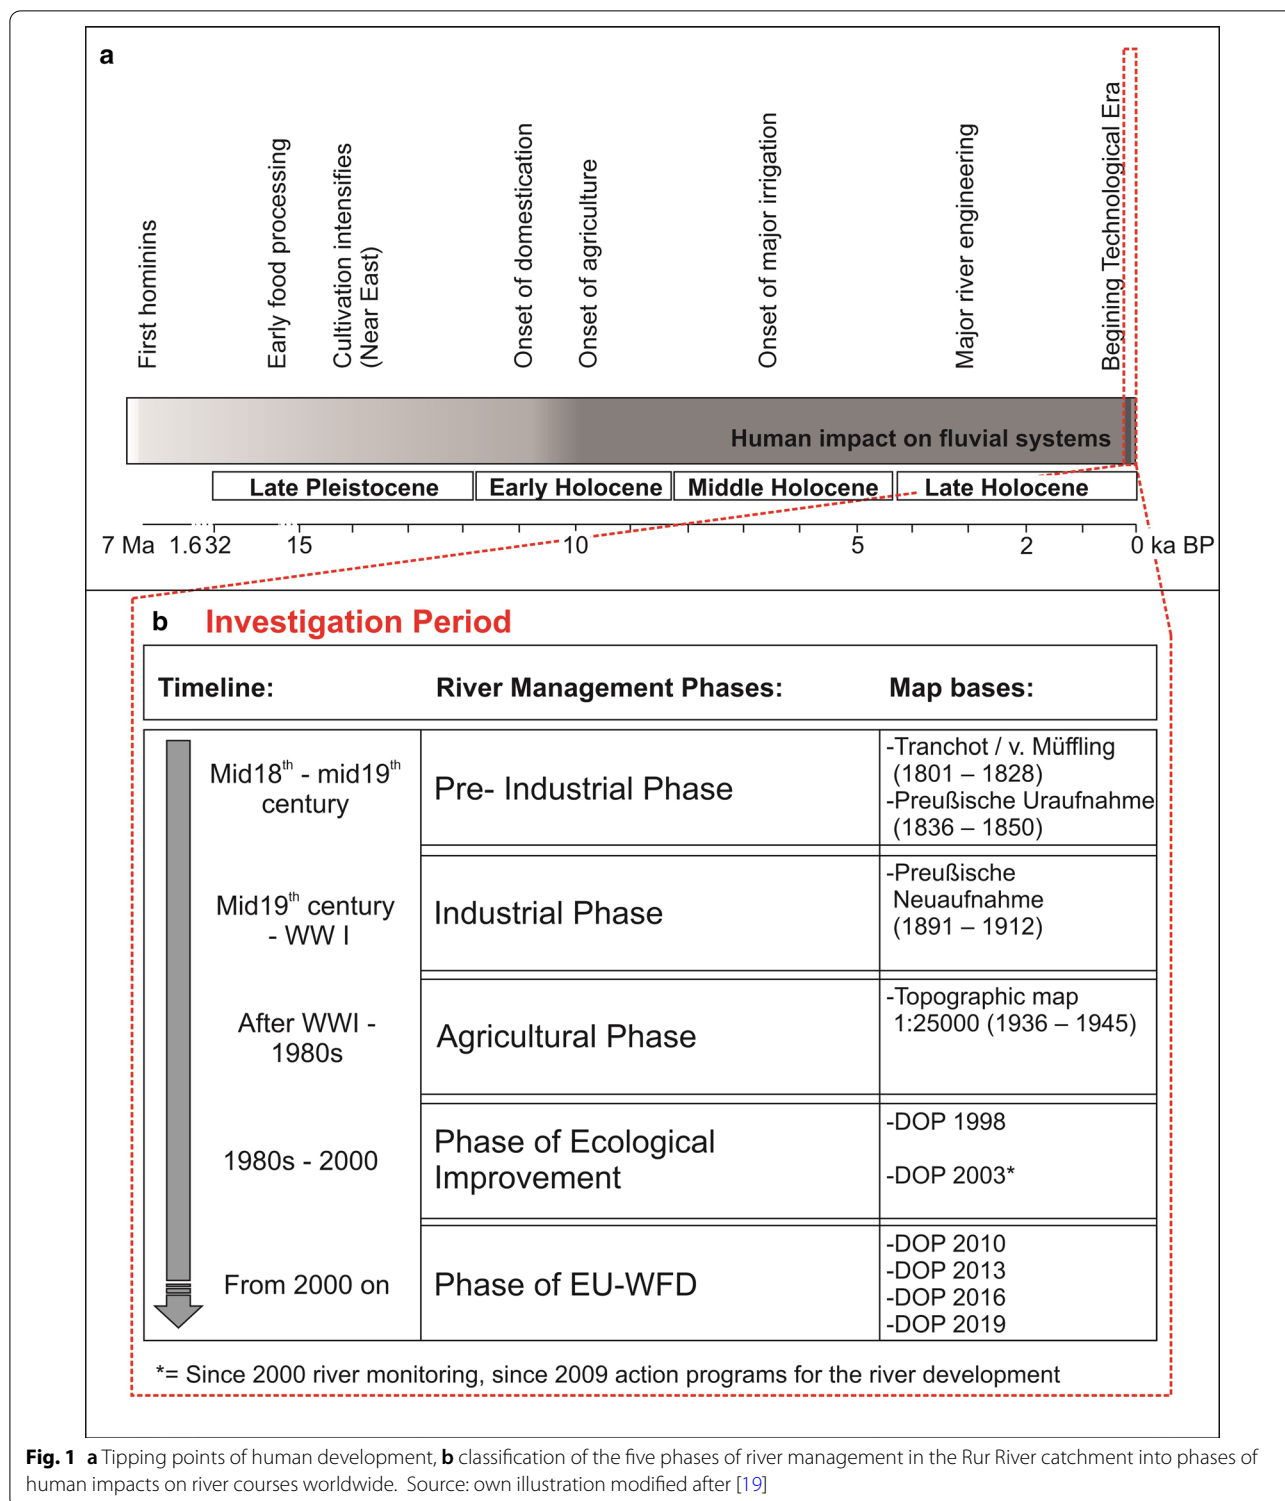 a
First hominins
Early food processing
Cultivation intensifies
(Near East)
Onset of domestication
Onset of agriculture
Onset of major irrigation
Major river engineering
Begining Technological Era
Human impact on fluvial systems
Late Pleistocene Early Holocene Middle Holocene Late Holocene
7 Ma 1.6 32 15 10 5 2 0 ka BP
b Investigation Period
Timeline: River Management Phases: Map bases:
Mid18th - mid19th
century
Pre- Industrial Phase
-Tranchot / v. Müffling
(1801 – 1828)
-Preußische Uraufnahme
(1836 – 1850)
Mid19th century
- WW I
Industrial Phase
-Preußische
Neuaufnahme
(1891 – 1912)
After WWI -
1980s
Agricultural Phase
-Topographic map
1:25000 (1936 – 1945)
1980s - 2000
Phase of Ecological
Improvement
-DOP 1998
-DOP 2003*
From 2000 on
Phase of EU-WFD
-DOP 2010
-DOP 2013
-DOP 2016
-DOP 2019
*= Since 2000 river monitoring, since 2009 action programs for the river development
Fig. 1 a Tipping points of human development, b classification of the five phases of river management in the Rur River catchment into phases of
human impacts on river courses worldwide. Source: own illustration modified after [19]